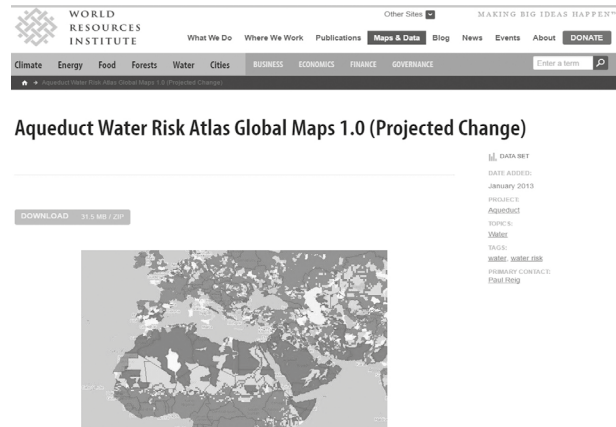 Other Sites
MAKING BIG IDEAS HAPPEN
WORLD
RESOURCES
INSTITUTE
What We Do Where We Work Publications Maps & Data Blog News Events About DONATE
Climate Energy Food Forests Water Cities BUSINESS ECONOMICS FINANCE GOVERNANCE Enter a term
Aqueduct Water Risk Atlas Global Maps 1.0 (Projected Change)
Aqueduct Water Risk Atlas Global Maps 1.0 (Projected Change)
DATA SET
DATE ADDED:
January 2013
PROJECT:
Aqueduct
TOPICS:
Water
TAGS:
water, water risk
PRIMARY CONTACT:
Paul Reig
DOWNLOAD 31.5 MB / ZIP